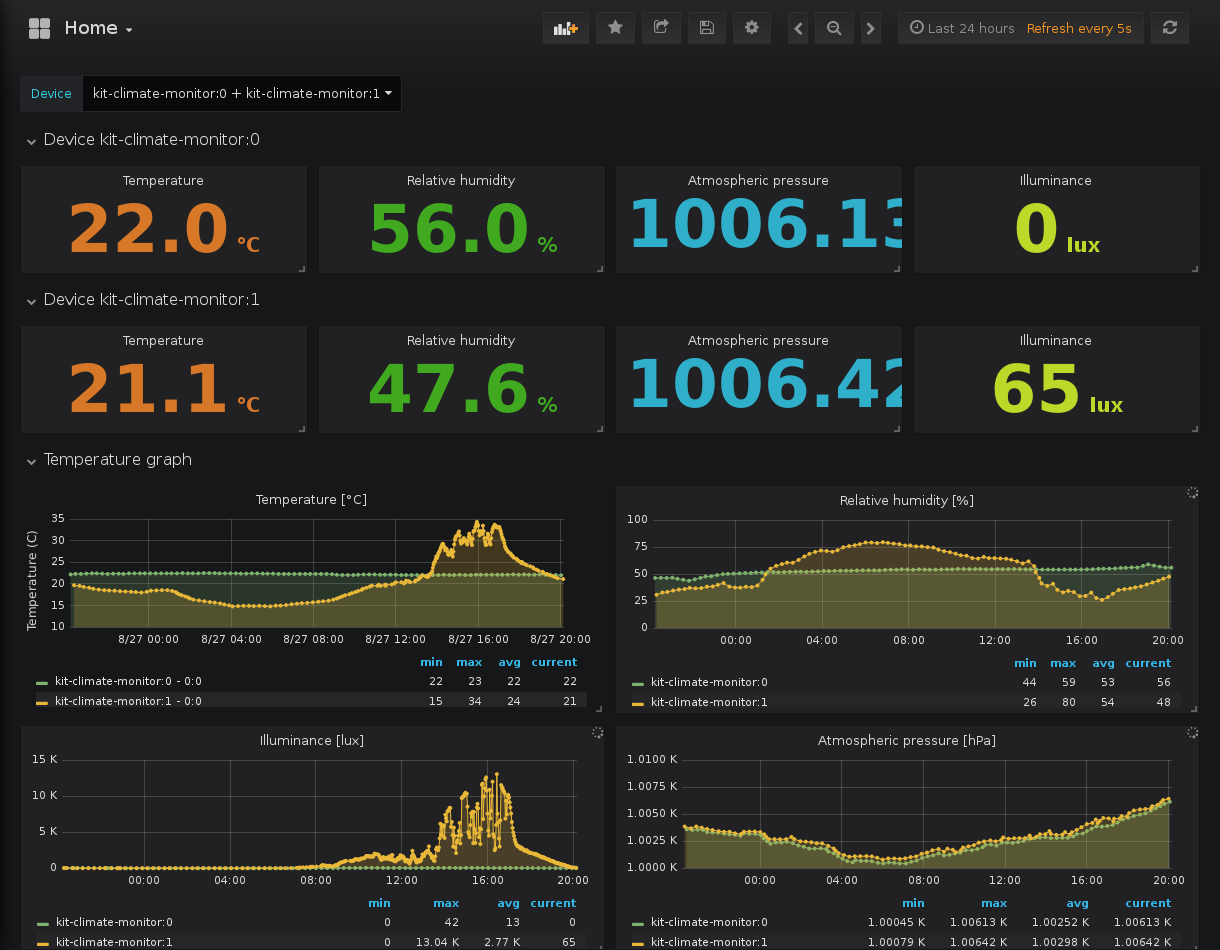 Home
Last 24 hours Refresh every 5s
Device kit-climate-monitor:0 + kit-climate-monitor:1
Device kit-climate-monitor:0
Temperature Relative humidity Atmospheric pressure Illuminance
22.0 °C 56.0 % 1006.13 0 lux
Device kit-climate-monitor:1
Temperature Relative humidity Atmospheric pressure Illuminance
21.1 °C 47.6 % 1006.42 65 lux
Temperature graph
Temperature [°C]
Temperature (C)
35
30
25
20
15
10
8/27 00:00 8/27 04:00 8/27 08:00 8/27 12:00 8/27 16:00 8/27 20:00
min max avg current
kit-climate-monitor:0 - 0:0 22 23 22 22
kit-climate-monitor:1 - 0:0 15 34 24 21
Relative humidity [%]
100
75
50
25
0
00:00 04:00 08:00 12:00 16:00 20:00
min max avg current
kit-climate-monitor:0 44 59 53 56
kit-climate-monitor:1 26 80 54 48
Illuminance [lux]
15 K
10 K
5 K
0
00:00 04:00 08:00 12:00 16:00 20:00
min max avg current
kit-climate-monitor:0 0 42 13 0
kit-climate-monitor:1 0 13.04 K 2.77 K 65
Atmospheric pressure [hPa]
1.0100 K
1.0075 K
1.0050 K
1.0025 K
1.0000 K
00:00 04:00 08:00 12:00 16:00 20:00
min max avg current
kit-climate-monitor:0 1.00045 K 1.00613 K 1.00252 K 1.00613 K
kit-climate-monitor:1 1.00079 K 1.00642 K 1.00298 K 1.00642 K